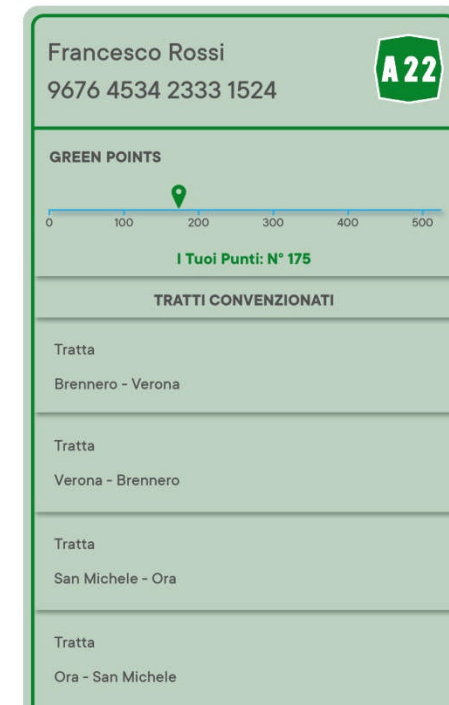 Francesco Rossi
9676 4534 2333 1524
A22
GREEN POINTS
0 100 200 300 400 500
I Tuoi Punti: N° 175
TRATTI CONVENZIONATI
Tratta
Brennero - Verona
Tratta
Verona - Brennero
Tratta
San Michele - Ora
Tratta
Ora - San Michele